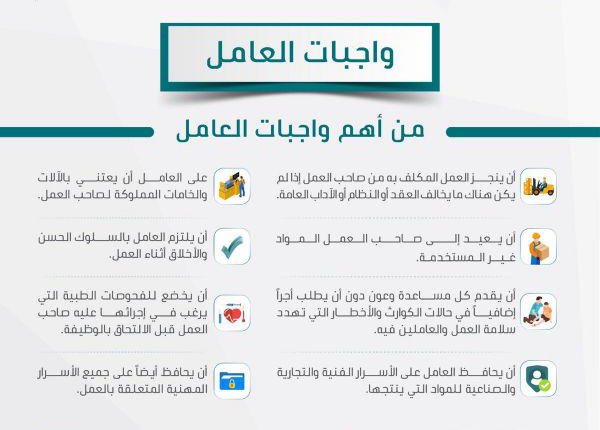 واجبات العامل
من أهم واجبات العامل
أن ينجز العمل المكلف به من صاحب العمل إذا لم
يكن هناك ما يخالف العقد أو النظام أو الآداب العامة.
على العامل أن يعتني بالآلات
والخامات المملوكة لصاحب العمل.
أن يعيد إلى صاحب العمل المواد
غير المستخدمة.
أن يلتزم العامل بالسلوك الحسن
والأخلاق أثناء العمل.
أن يقدم كل مساعدة وعون دون أن يطلب أجراً
إضافياً في حالات الكوارث والأخطار التي تهدد
سلامة العمل والعاملين فيه.
أن يخضع للفحوصات الطبية التي
يرغب في إجرائها عليه صاحب
العمل قبل الالتحاق بالوظيفة.
أن يحافظ العامل على الأسرار الفنية والتجارية
والصناعية للمواد التي ينتجها.
أن يحافظ أيضاً على جميع الأسرار
المهنية المتعلقة بالعمل.